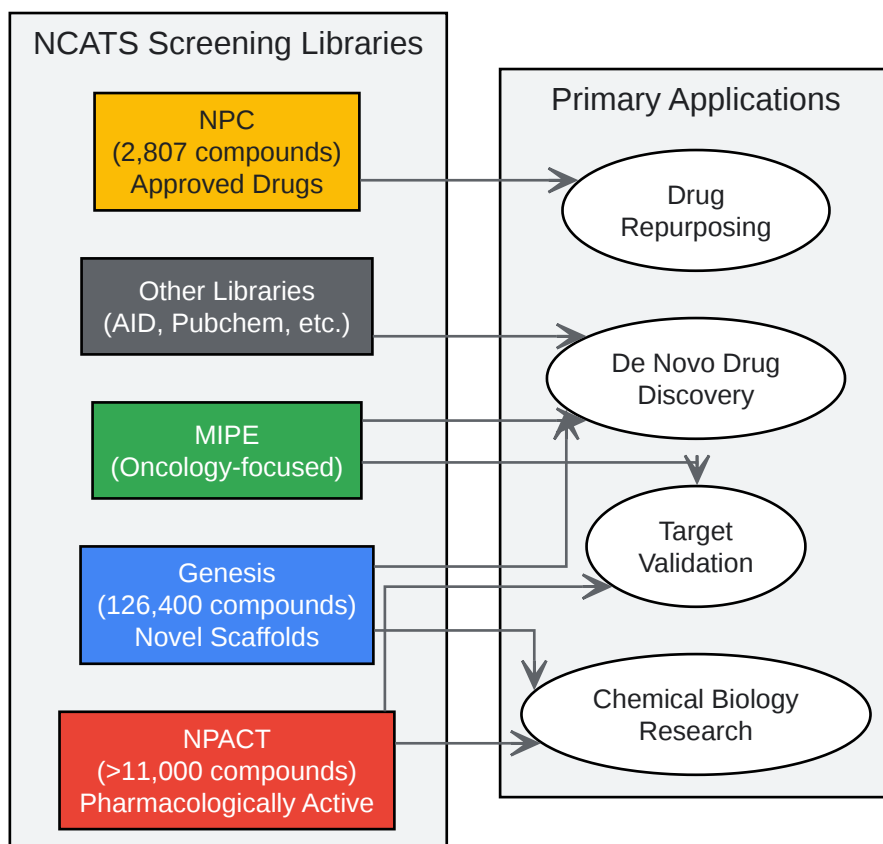 NCATS Screening Libraries
NPC
(2,807 compounds)
Approved Drugs
Other Libraries
(AID, Pubchem, etc.)
MIPE
(Oncology-focused)
Genesis
(126,400 compounds)
Novel Scaffolds
NPACT
(>11,000 compounds)
Pharmacologically Active
Primary Applications
Drug
Repurposing
De Novo Drug
Discovery
Target
Validation
Chemical Biology
Research